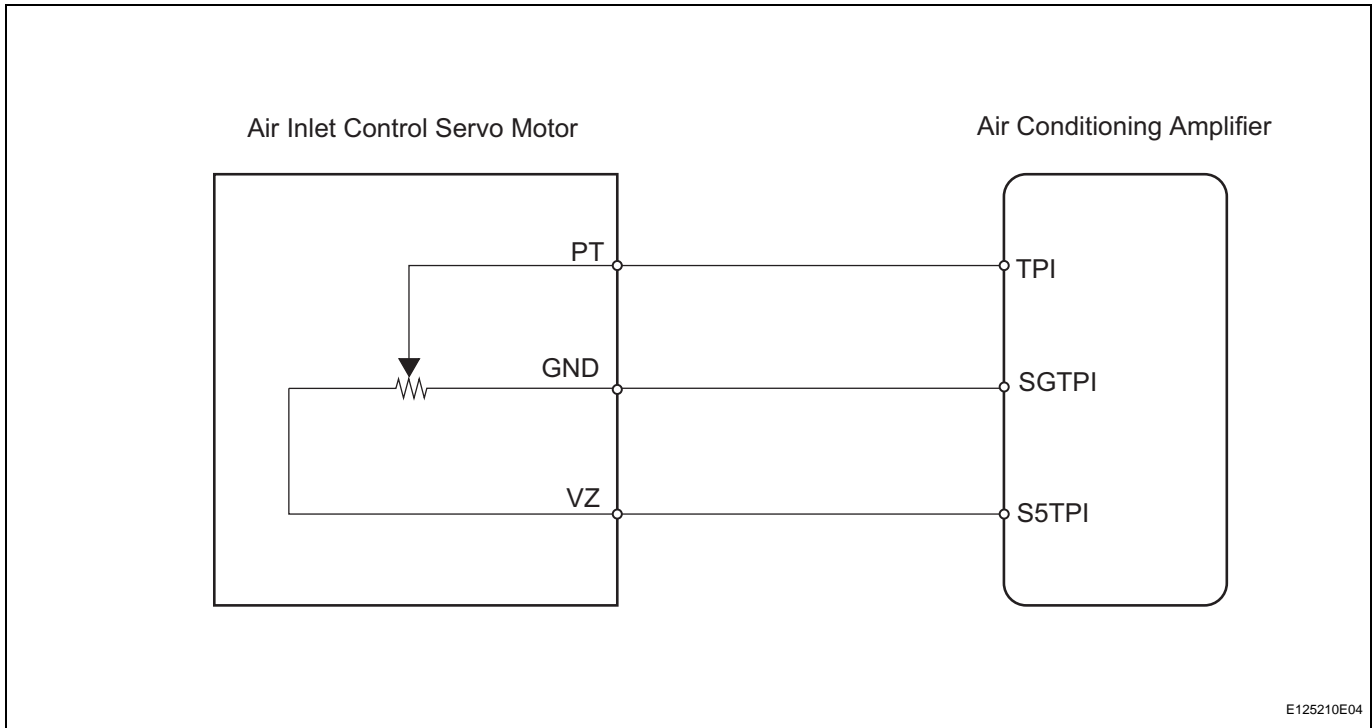 Air Inlet Control Servo Motor
Air Conditioning Amplifier
PT
TPI
GND
SGTPI
VZ
S5TPI
E125210E04